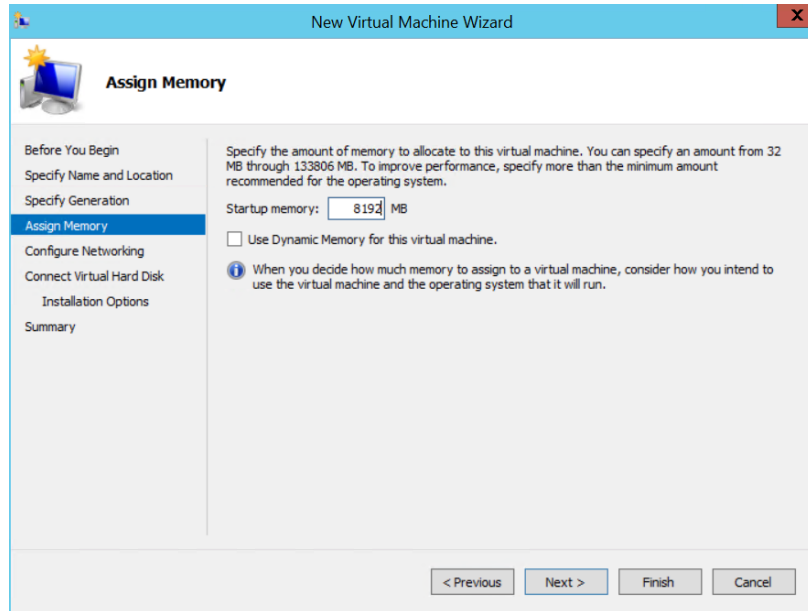 New Virtual Machine Wizard
X
Assign Memory
Before You Begin
Specify Name and Location
Specify Generation
Assign Memory
Configure Networking
Connect Virtual Hard Disk
Installation Options
Summary
Specify the amount of memory to allocate to this virtual machine. You can specify an amount from 32
MB through 133806 MB. To improve performance, specify more than the minimum amount
recommended for the operating system.
Startup memory: 8192 MB
Use Dynamic Memory for this virtual machine.
When you decide how much memory to assign to a virtual machine, consider how you intend to
use the virtual machine and the operating system that it will run.
< Previous Next > Finish Cancel